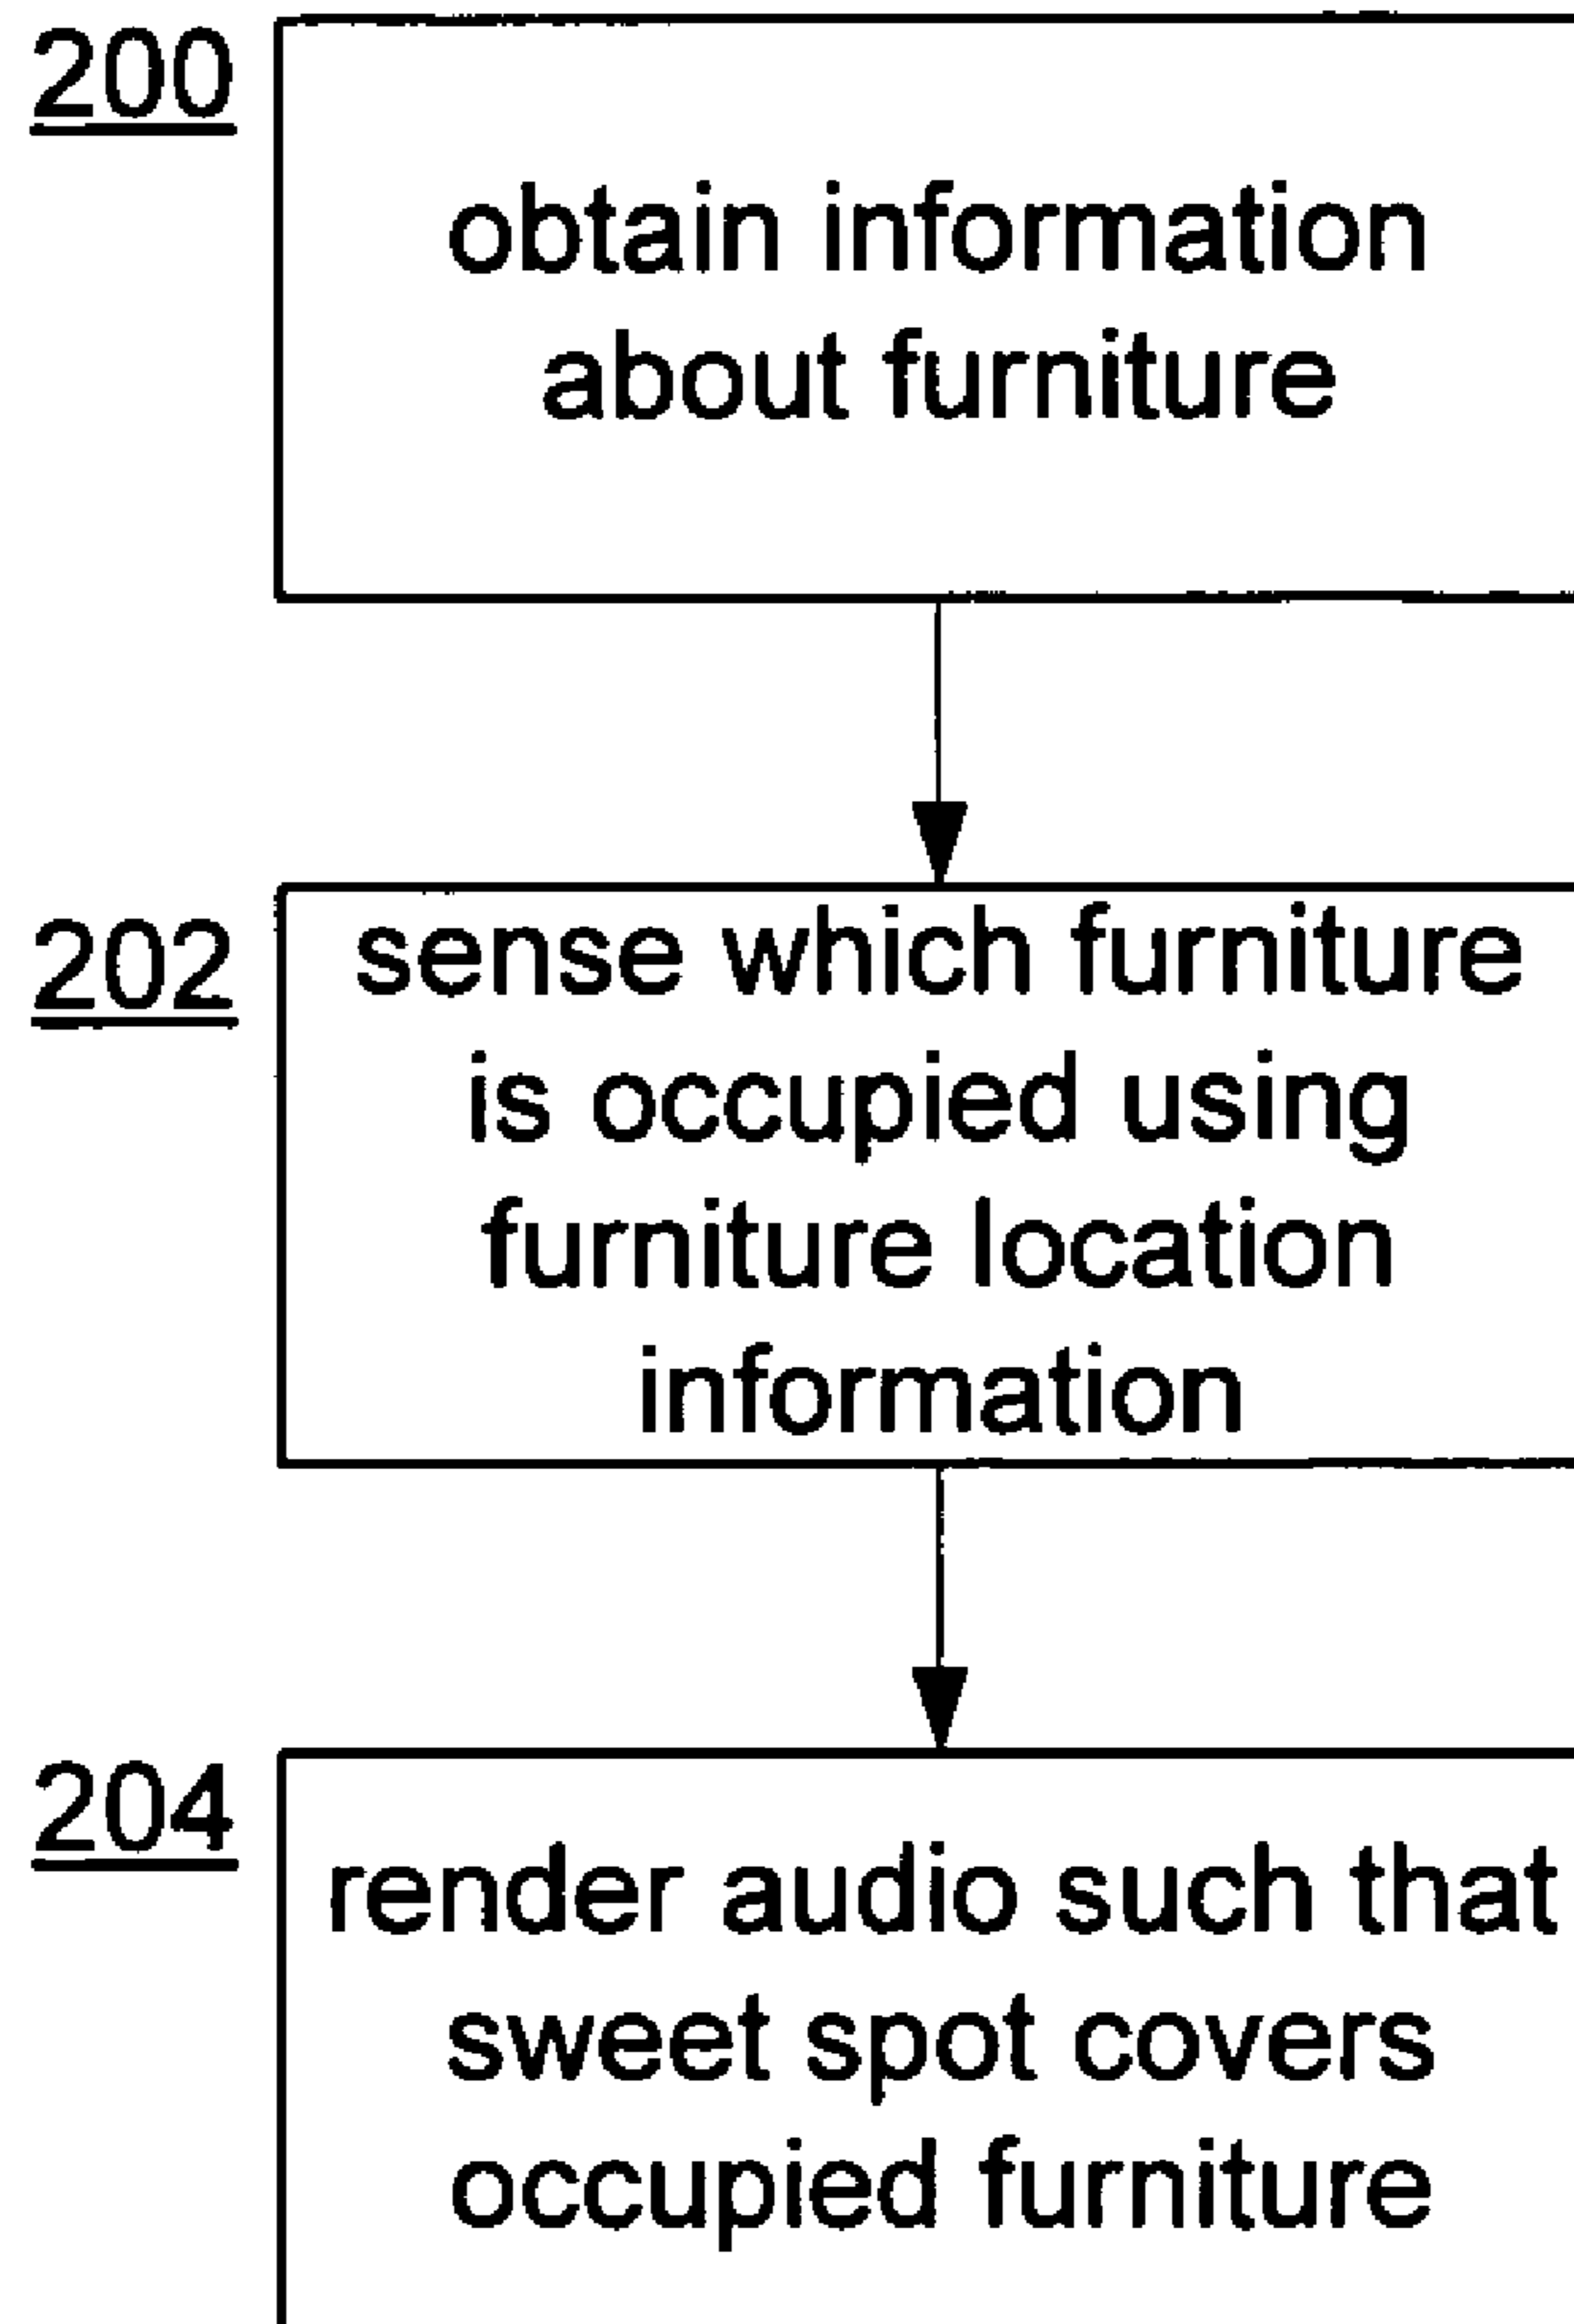 200
obtain information
about furniture
202
sense which furniture
is occupied using
furniture location
information
204
render audio such that
sweet spot covers
occupied furniture